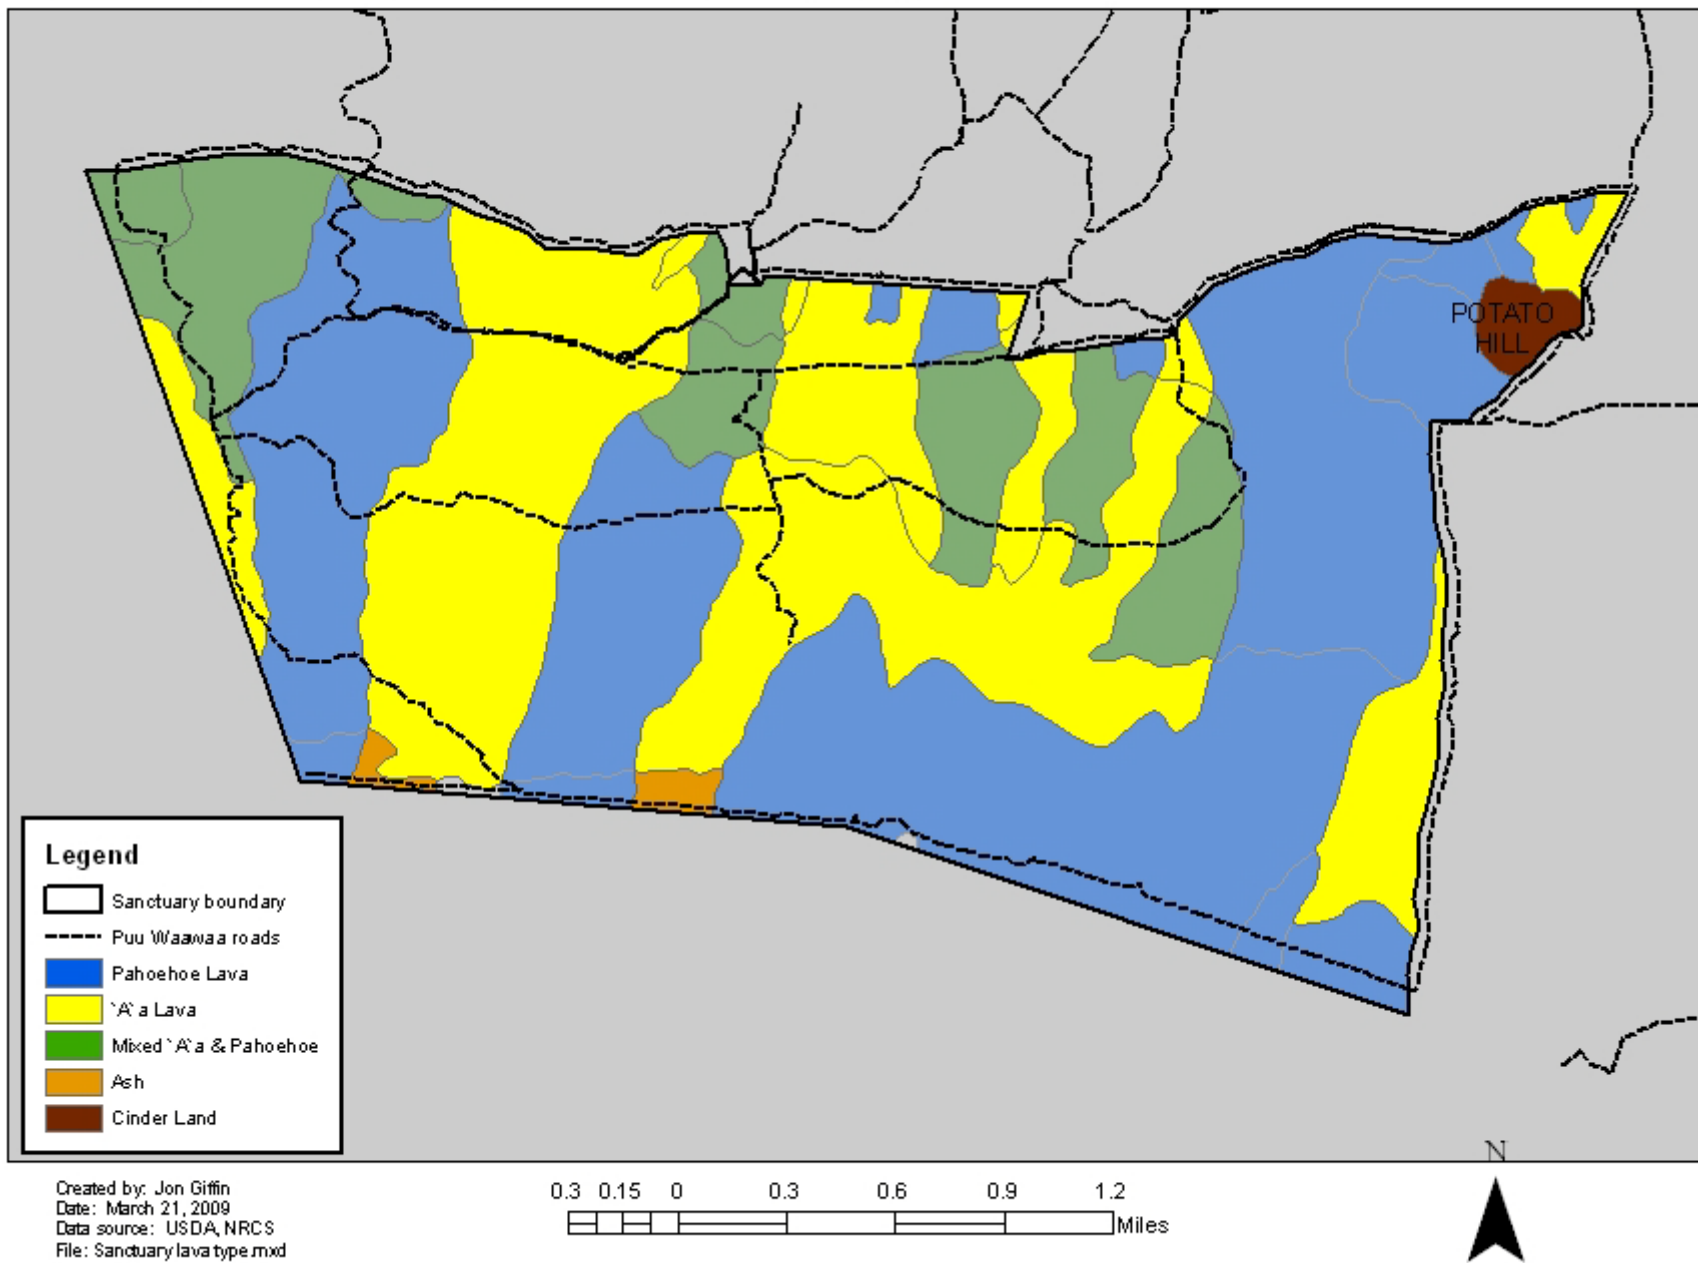 POTATO
HILL
Legend
Sanctuary boundary
Puu Waawaa roads
Pahoehoe Lava
`A`a Lava
Mixed `A`a & Pahoehoe
Ash
Cinder Land
N
Created by: Jon Giffin
Date: March 21, 2009
Data source: USDA, NRCS
File: Sanctuary lava type.mxd
0.3 0.15 0 0.3 0.6 0.9 1.2
Miles